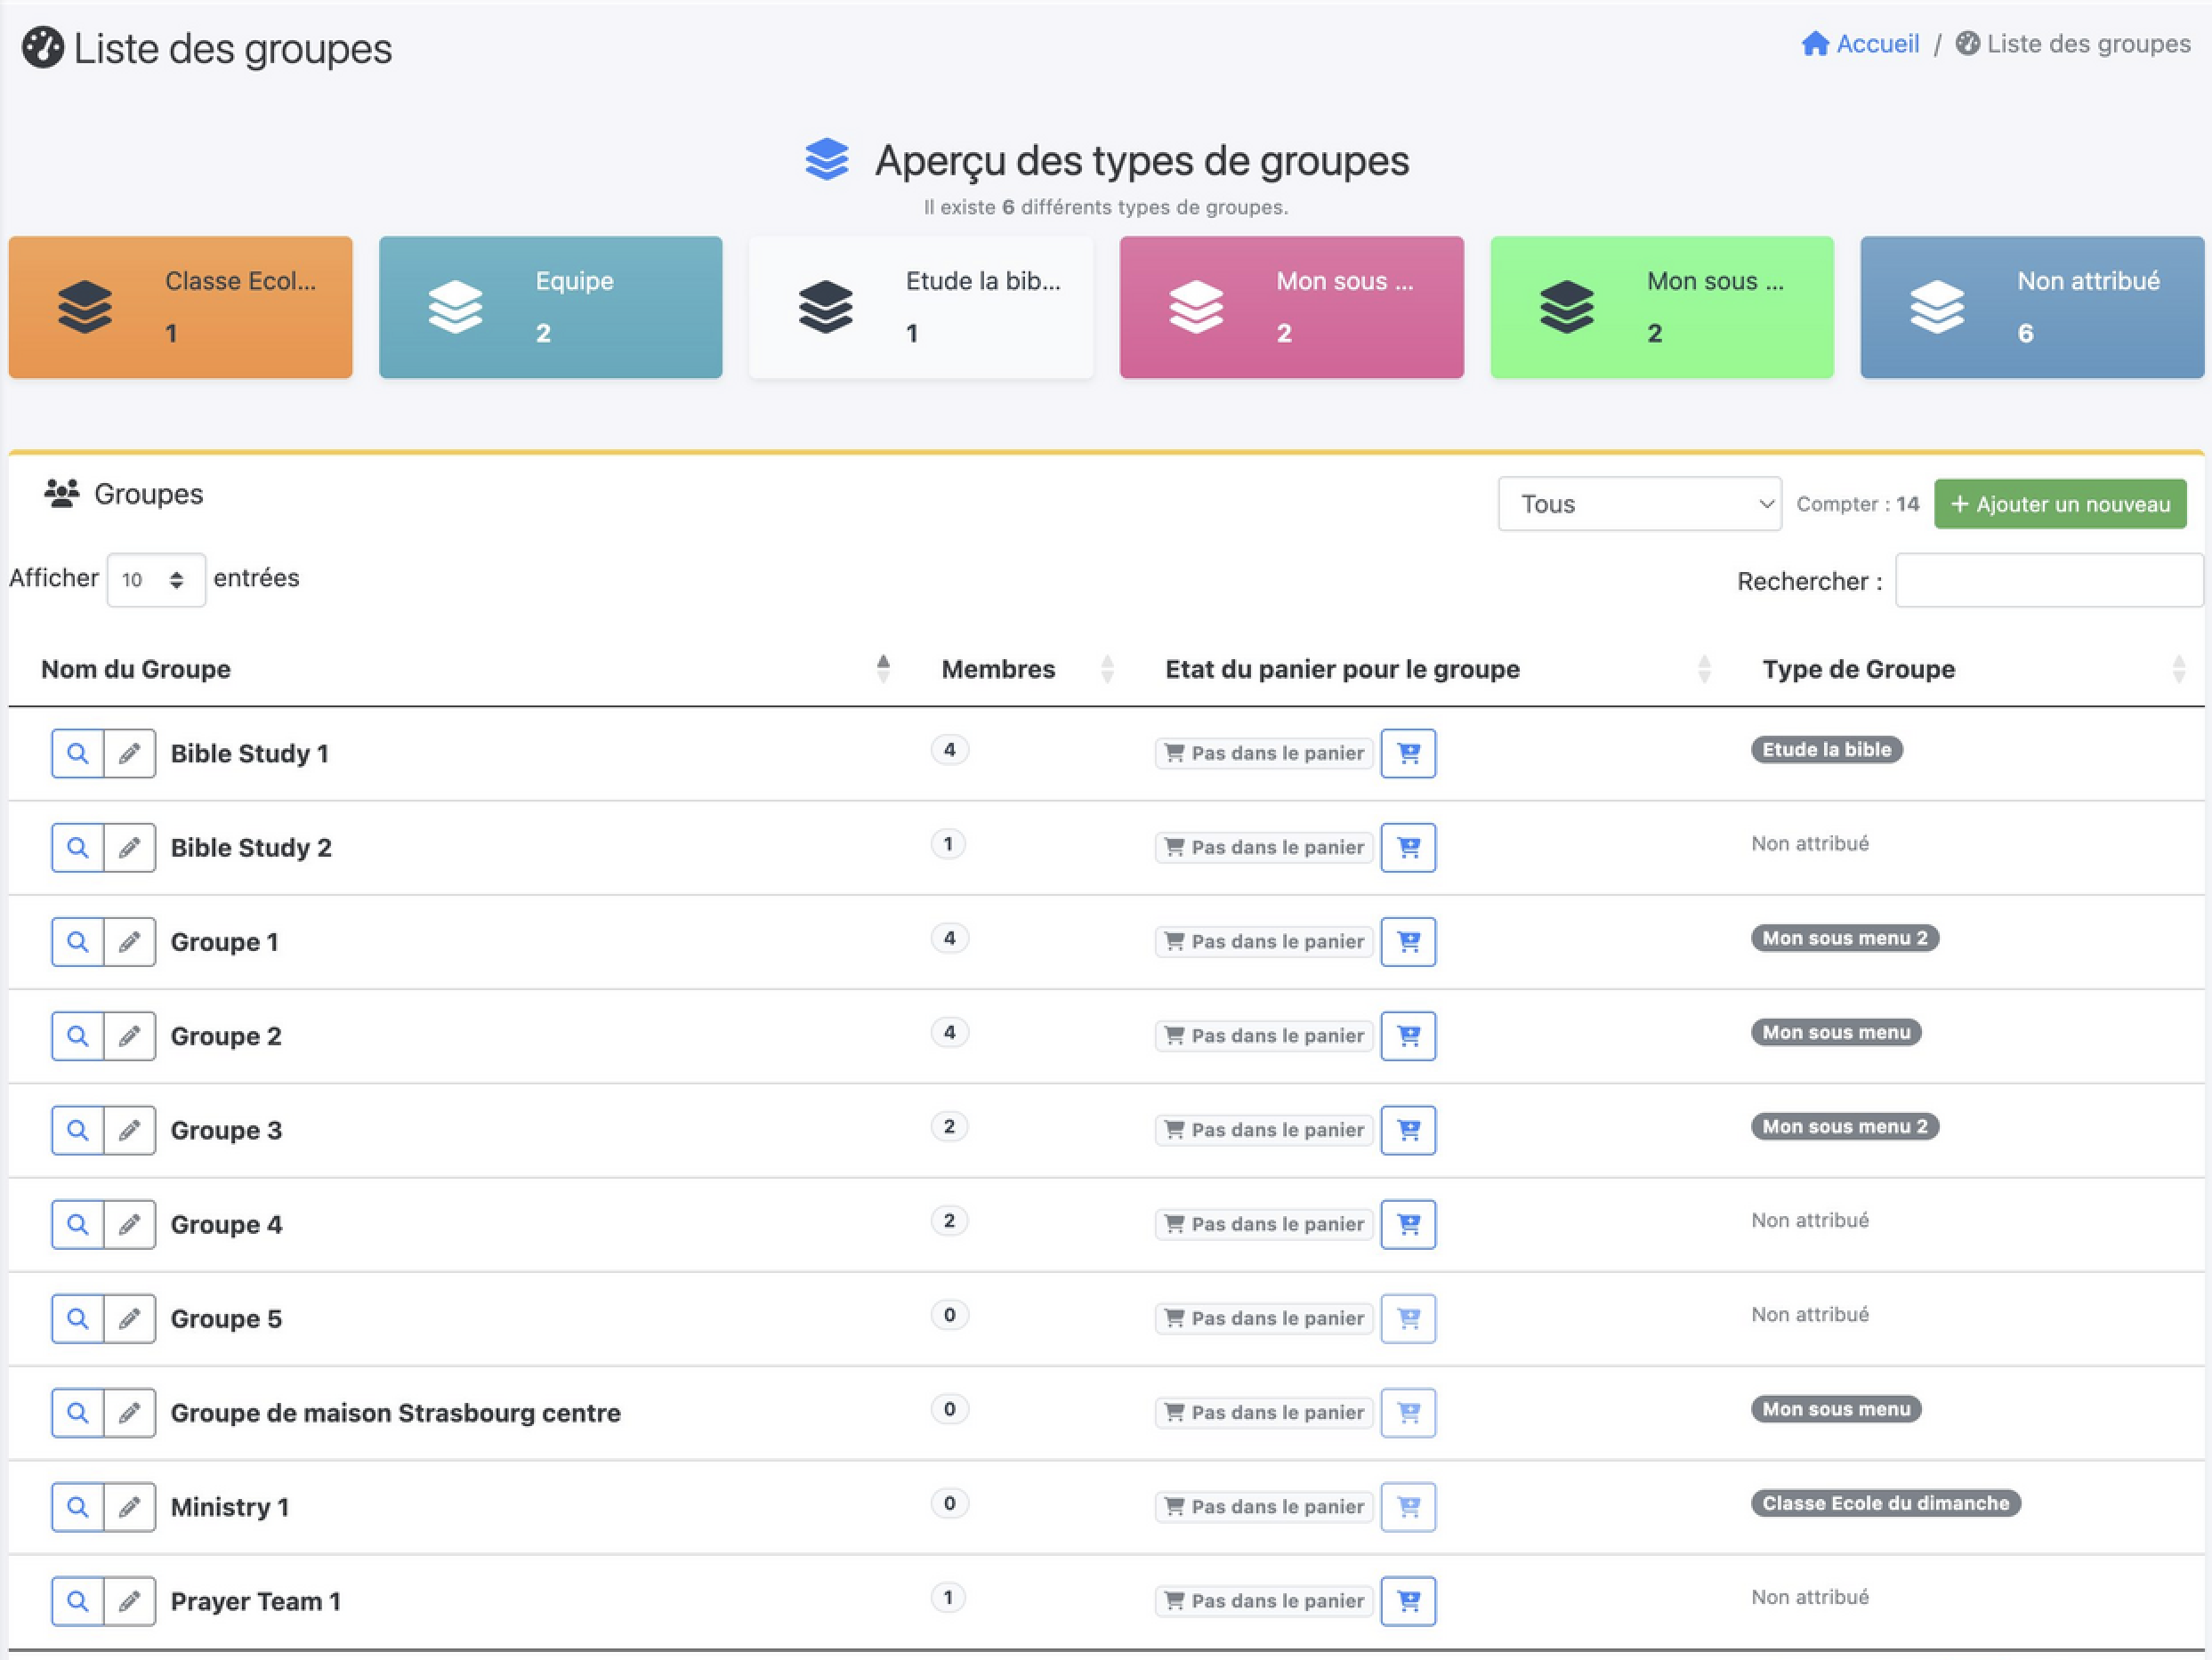 Liste des groupes
Accueil / Liste des groupes
Aperçu des types de groupes
Il existe 6 différents types de groupes.
Classe Ecol...
1
Equipe
2
Etude la bib...
1
Mon sous ...
2
Mon sous ...
2
Non attribué
6
Groupes
Tous
Compter : 14
+ Ajouter un nouveau
Afficher 10 entrées
Rechercher :
Nom du Groupe Membres Etat du panier pour le groupe Type de Groupe
Bible Study 1 4 Pas dans le panier Etude la bible
Bible Study 2 1 Pas dans le panier Non attribué
Groupe 1 4 Pas dans le panier Mon sous menu 2
Groupe 2 4 Pas dans le panier Mon sous menu
Groupe 3 2 Pas dans le panier Mon sous menu 2
Groupe 4 2 Pas dans le panier Non attribué
Groupe 5 0 Pas dans le panier Non attribué
Groupe de maison Strasbourg centre 0 Pas dans le panier Mon sous menu
Ministry 1 0 Pas dans le panier Classe Ecole du dimanche
Prayer Team 1 1 Pas dans le panier Non attribué